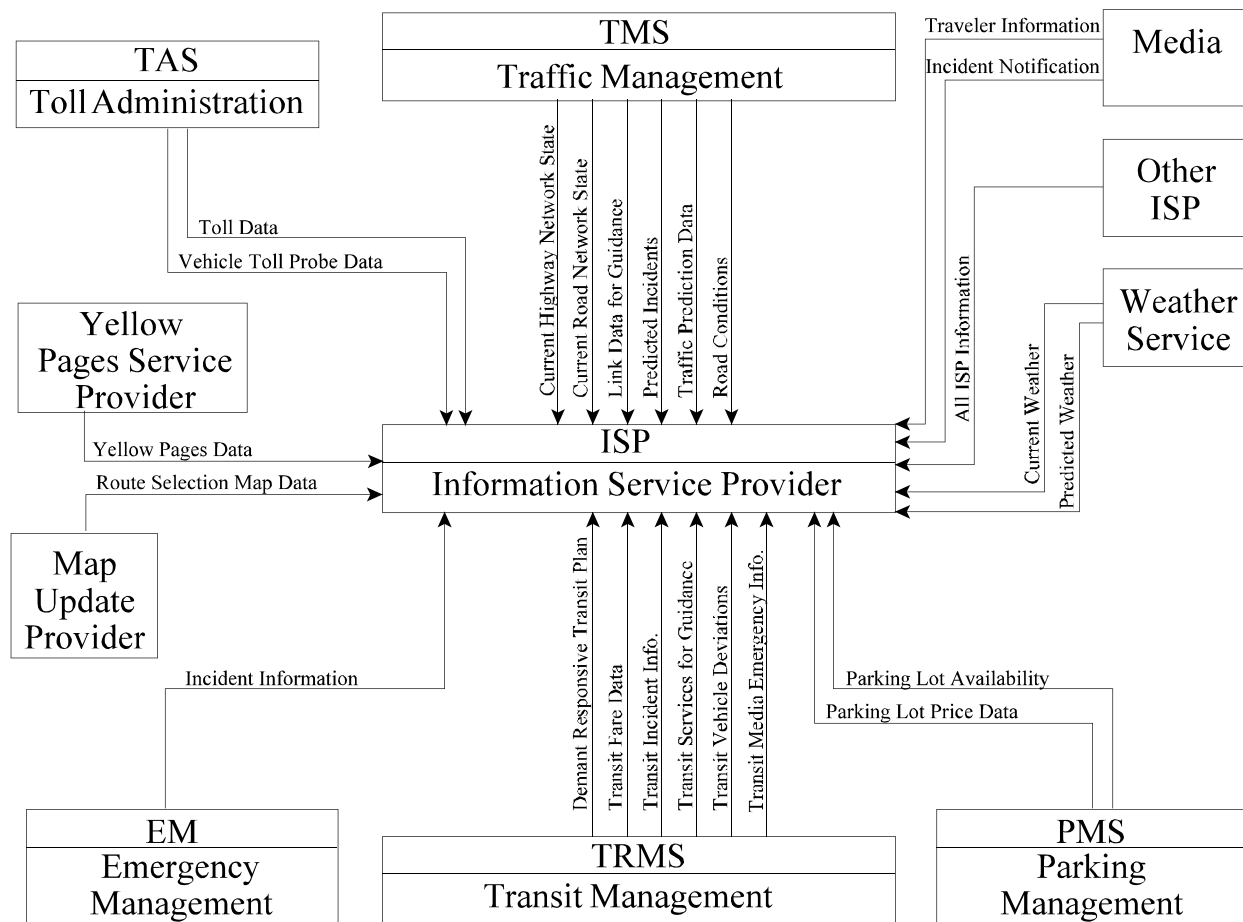 TMS
Traffic Management
TAS
Toll Administration
Traveler Information
Incident Notification
Media
Other
ISP
Weather
Service
Toll Data
Vehicle Toll Probe Data
Current Highway Network State
Current Road Network State
Link Data for Guidance
Predicted Incidents
Traffic Prediction Data
Road Conditions
All ISP Information
Current Weather
Predicted Weather
Yellow
Pages Service
Provider
Yellow Pages Data
Route Selection Map Data
ISP
Information Service Provider
Map
Update
Provider
Incident Information
Demant Responsive Transit Plan
Transit Fare Data
Transit Incident Info.
Transit Services for Guidance
Transit Vehicle Deviations
Transit Media Emergency Info.
Parking Lot Availability
Parking Lot Price Data
EM
Emergency
Management
TRMS
Transit Management
PMS
Parking
Management